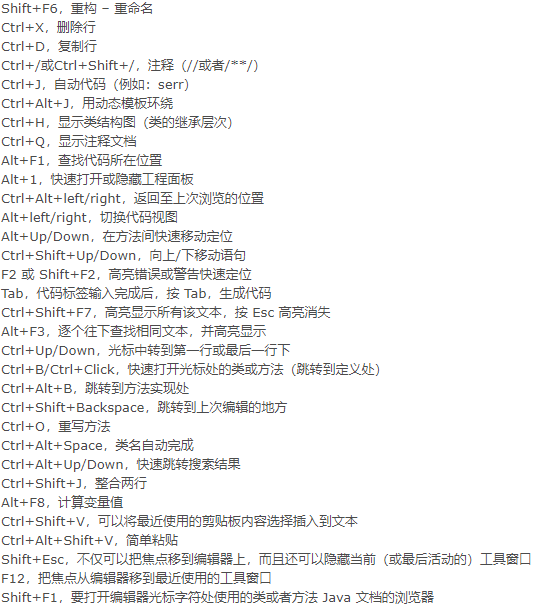 Shift+F6，重构 – 重命名
Ctrl+X，删除行
Ctrl+D，复制行
Ctrl+/或Ctrl+Shift+/，注释（//或者/**/）
Ctrl+J，自动代码（例如：serr）
Ctrl+Alt+J，用动态模板环绕
Ctrl+H，显示类结构图（类的继承层次）
Ctrl+Q，显示注释文档
Alt+F1，查找代码所在位置
Alt+1，快速打开或隐藏工程面板
Ctrl+Alt+left/right，返回至上次浏览的位置
Alt+left/right，切换代码视图
Alt+Up/Down，在方法间快速移动定位
Ctrl+Shift+Up/Down，向上/下移动语句
F2 或 Shift+F2，高亮错误或警告快速定位
Tab，代码标签输入完成后，按 Tab，生成代码
Ctrl+Shift+F7，高亮显示所有该文本，按 Esc 高亮消失
Alt+F3，逐个往下查找相同文本，并高亮显示
Ctrl+Up/Down，光标中转到第一行或最后一行下
Ctrl+B/Ctrl+Click，快速打开光标处的类或方法（跳转到定义处）
Ctrl+Alt+B，跳转到方法实现处
Ctrl+Shift+Backspace，跳转到上次编辑的地方
Ctrl+O，重写方法
Ctrl+Alt+Space，类名自动完成
Ctrl+Alt+Up/Down，快速跳转搜索结果
Ctrl+Shift+J，整合两行
Alt+F8，计算变量值
Ctrl+Shift+V，可以将最近使用的剪贴板内容选择插入到文本
Ctrl+Alt+Shift+V，简单粘贴
Shift+Esc，不仅可以把焦点移到编辑器上，而且还可以隐藏当前（或最后活动的）工具窗口
F12，把焦点从编辑器移到最近使用的工具窗口
Shift+F1，要打开编辑器光标字符处使用的类或者方法 Java 文档的浏览器